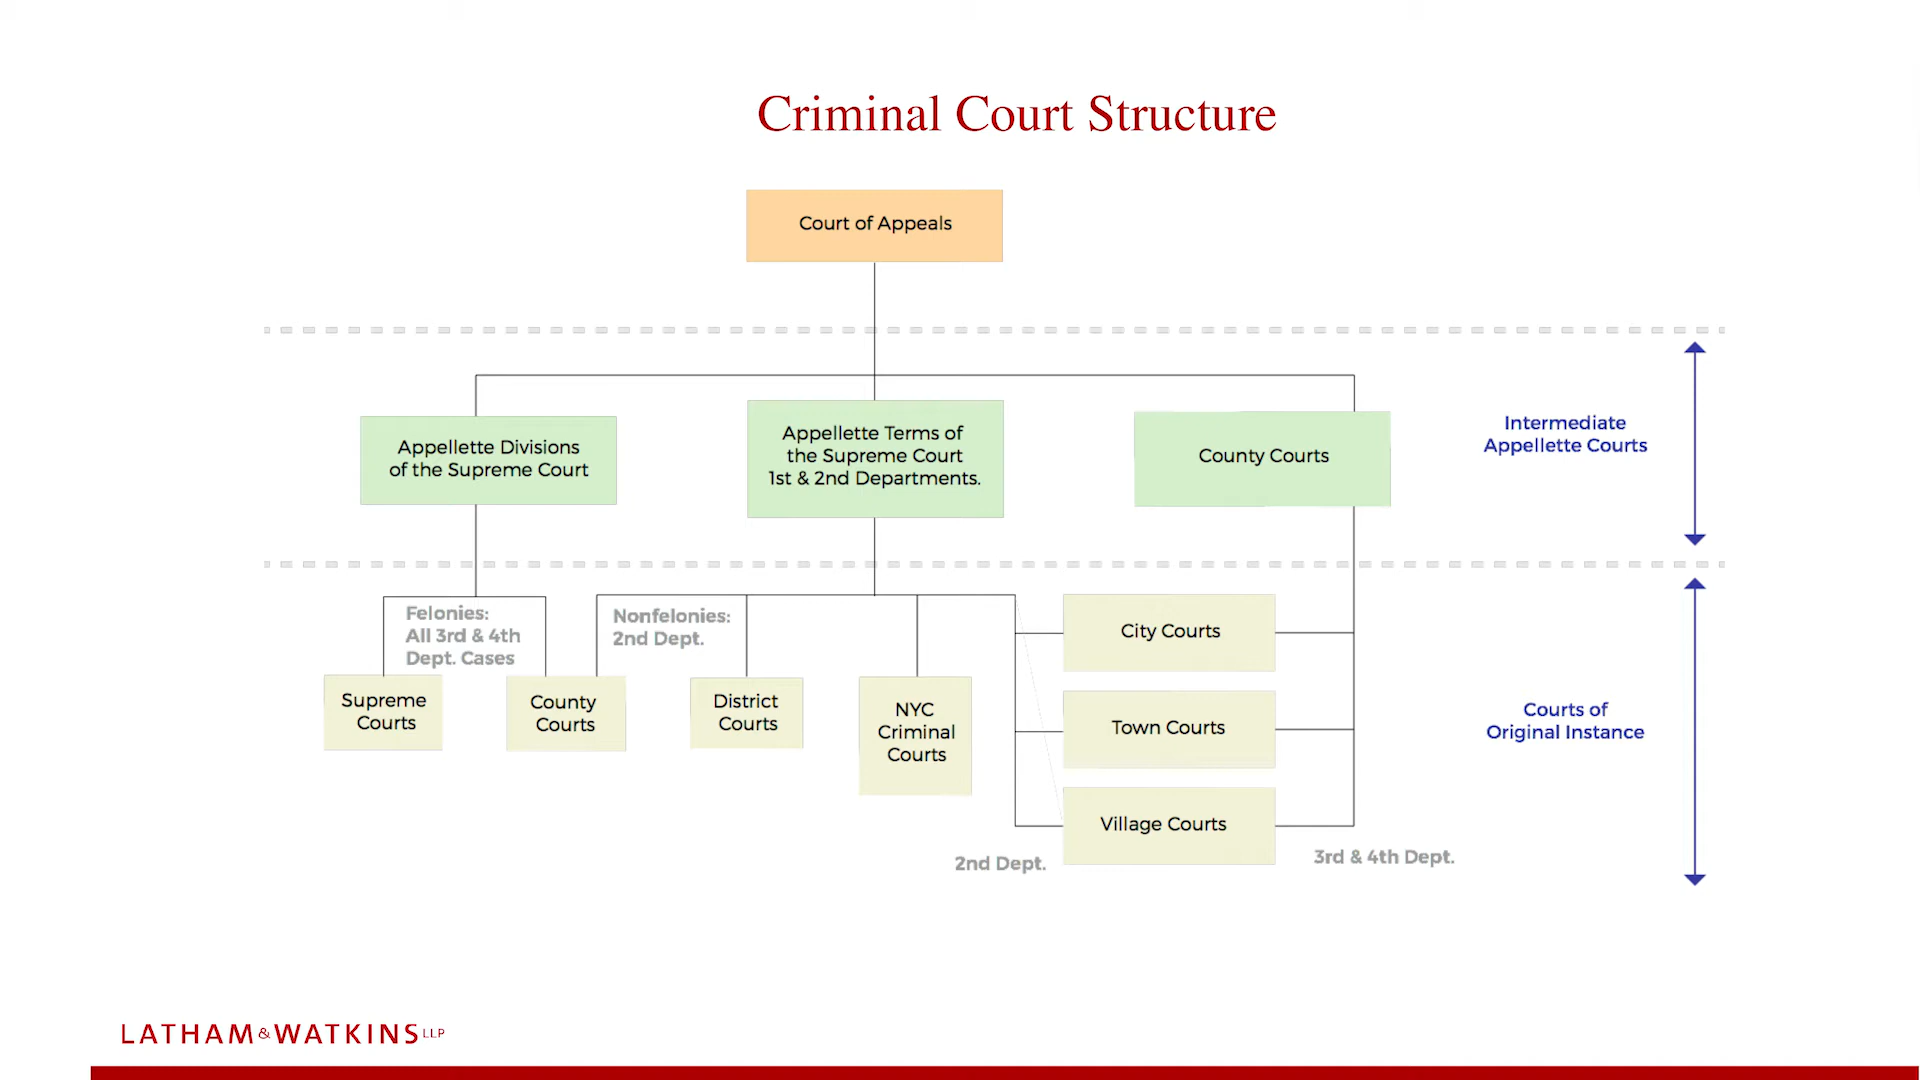 Criminal Court Structure
Court of Appeals
Appellette Divisions
of the Supreme Court
Appellette Terms of
the Supreme Court
1st & 2nd Departments.
County Courts
Intermediate
Appellette Courts
Felonies:
All 3rd & 4th
Dept. Cases
Nonfelonies:
2nd Dept.
Supreme
Courts
County
Courts
District
Courts
NYC
Criminal
Courts
City Courts
Town Courts
Village Courts
2nd Dept.
3rd & 4th Dept.
Courts of
Original Instance
LATHAM&WATKINS LLP